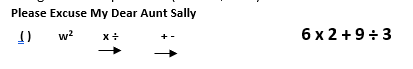 Please Excuse My Dear Aunt Sally
( ) w² x ÷ + - 6 x 2 + 9 ÷ 3